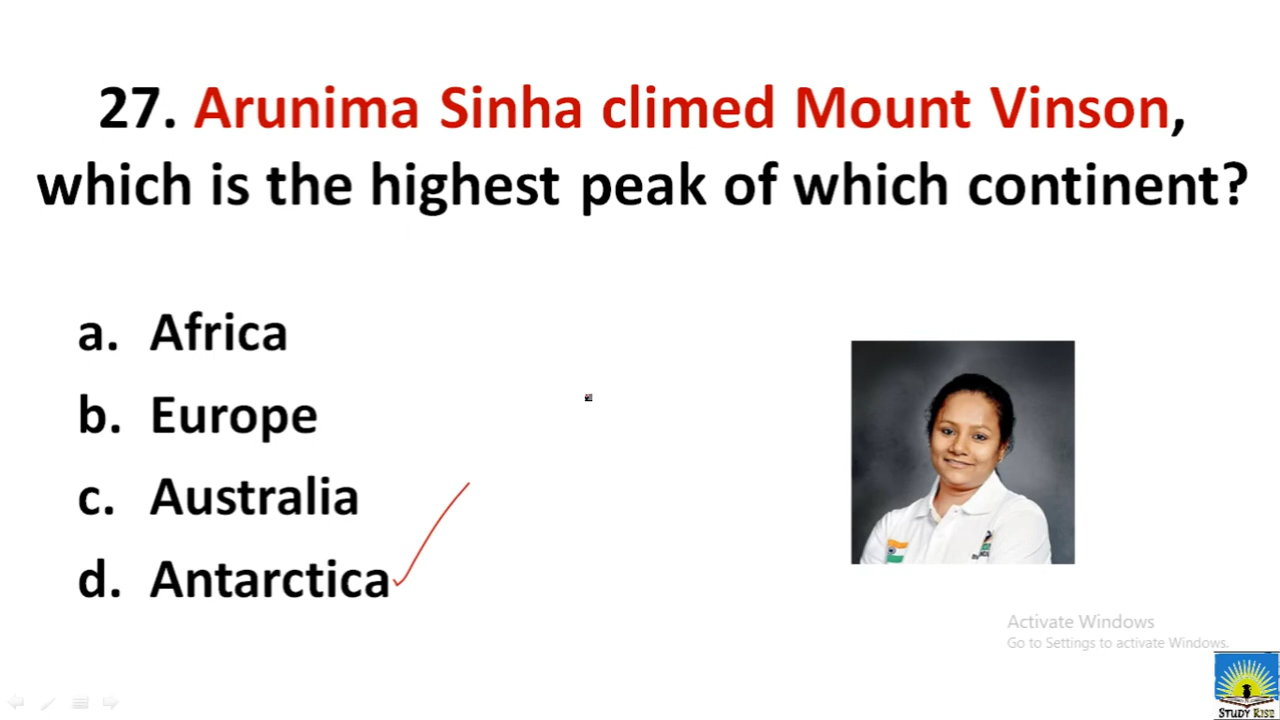 27. Arunima Sinha climed Mount Vinson,
which is the highest peak of which continent?
a. Africa
b. Europe
c. Australia
d. Antarctica
Activate Windows
Go to Settings to activate Windows.
STUDY RISE